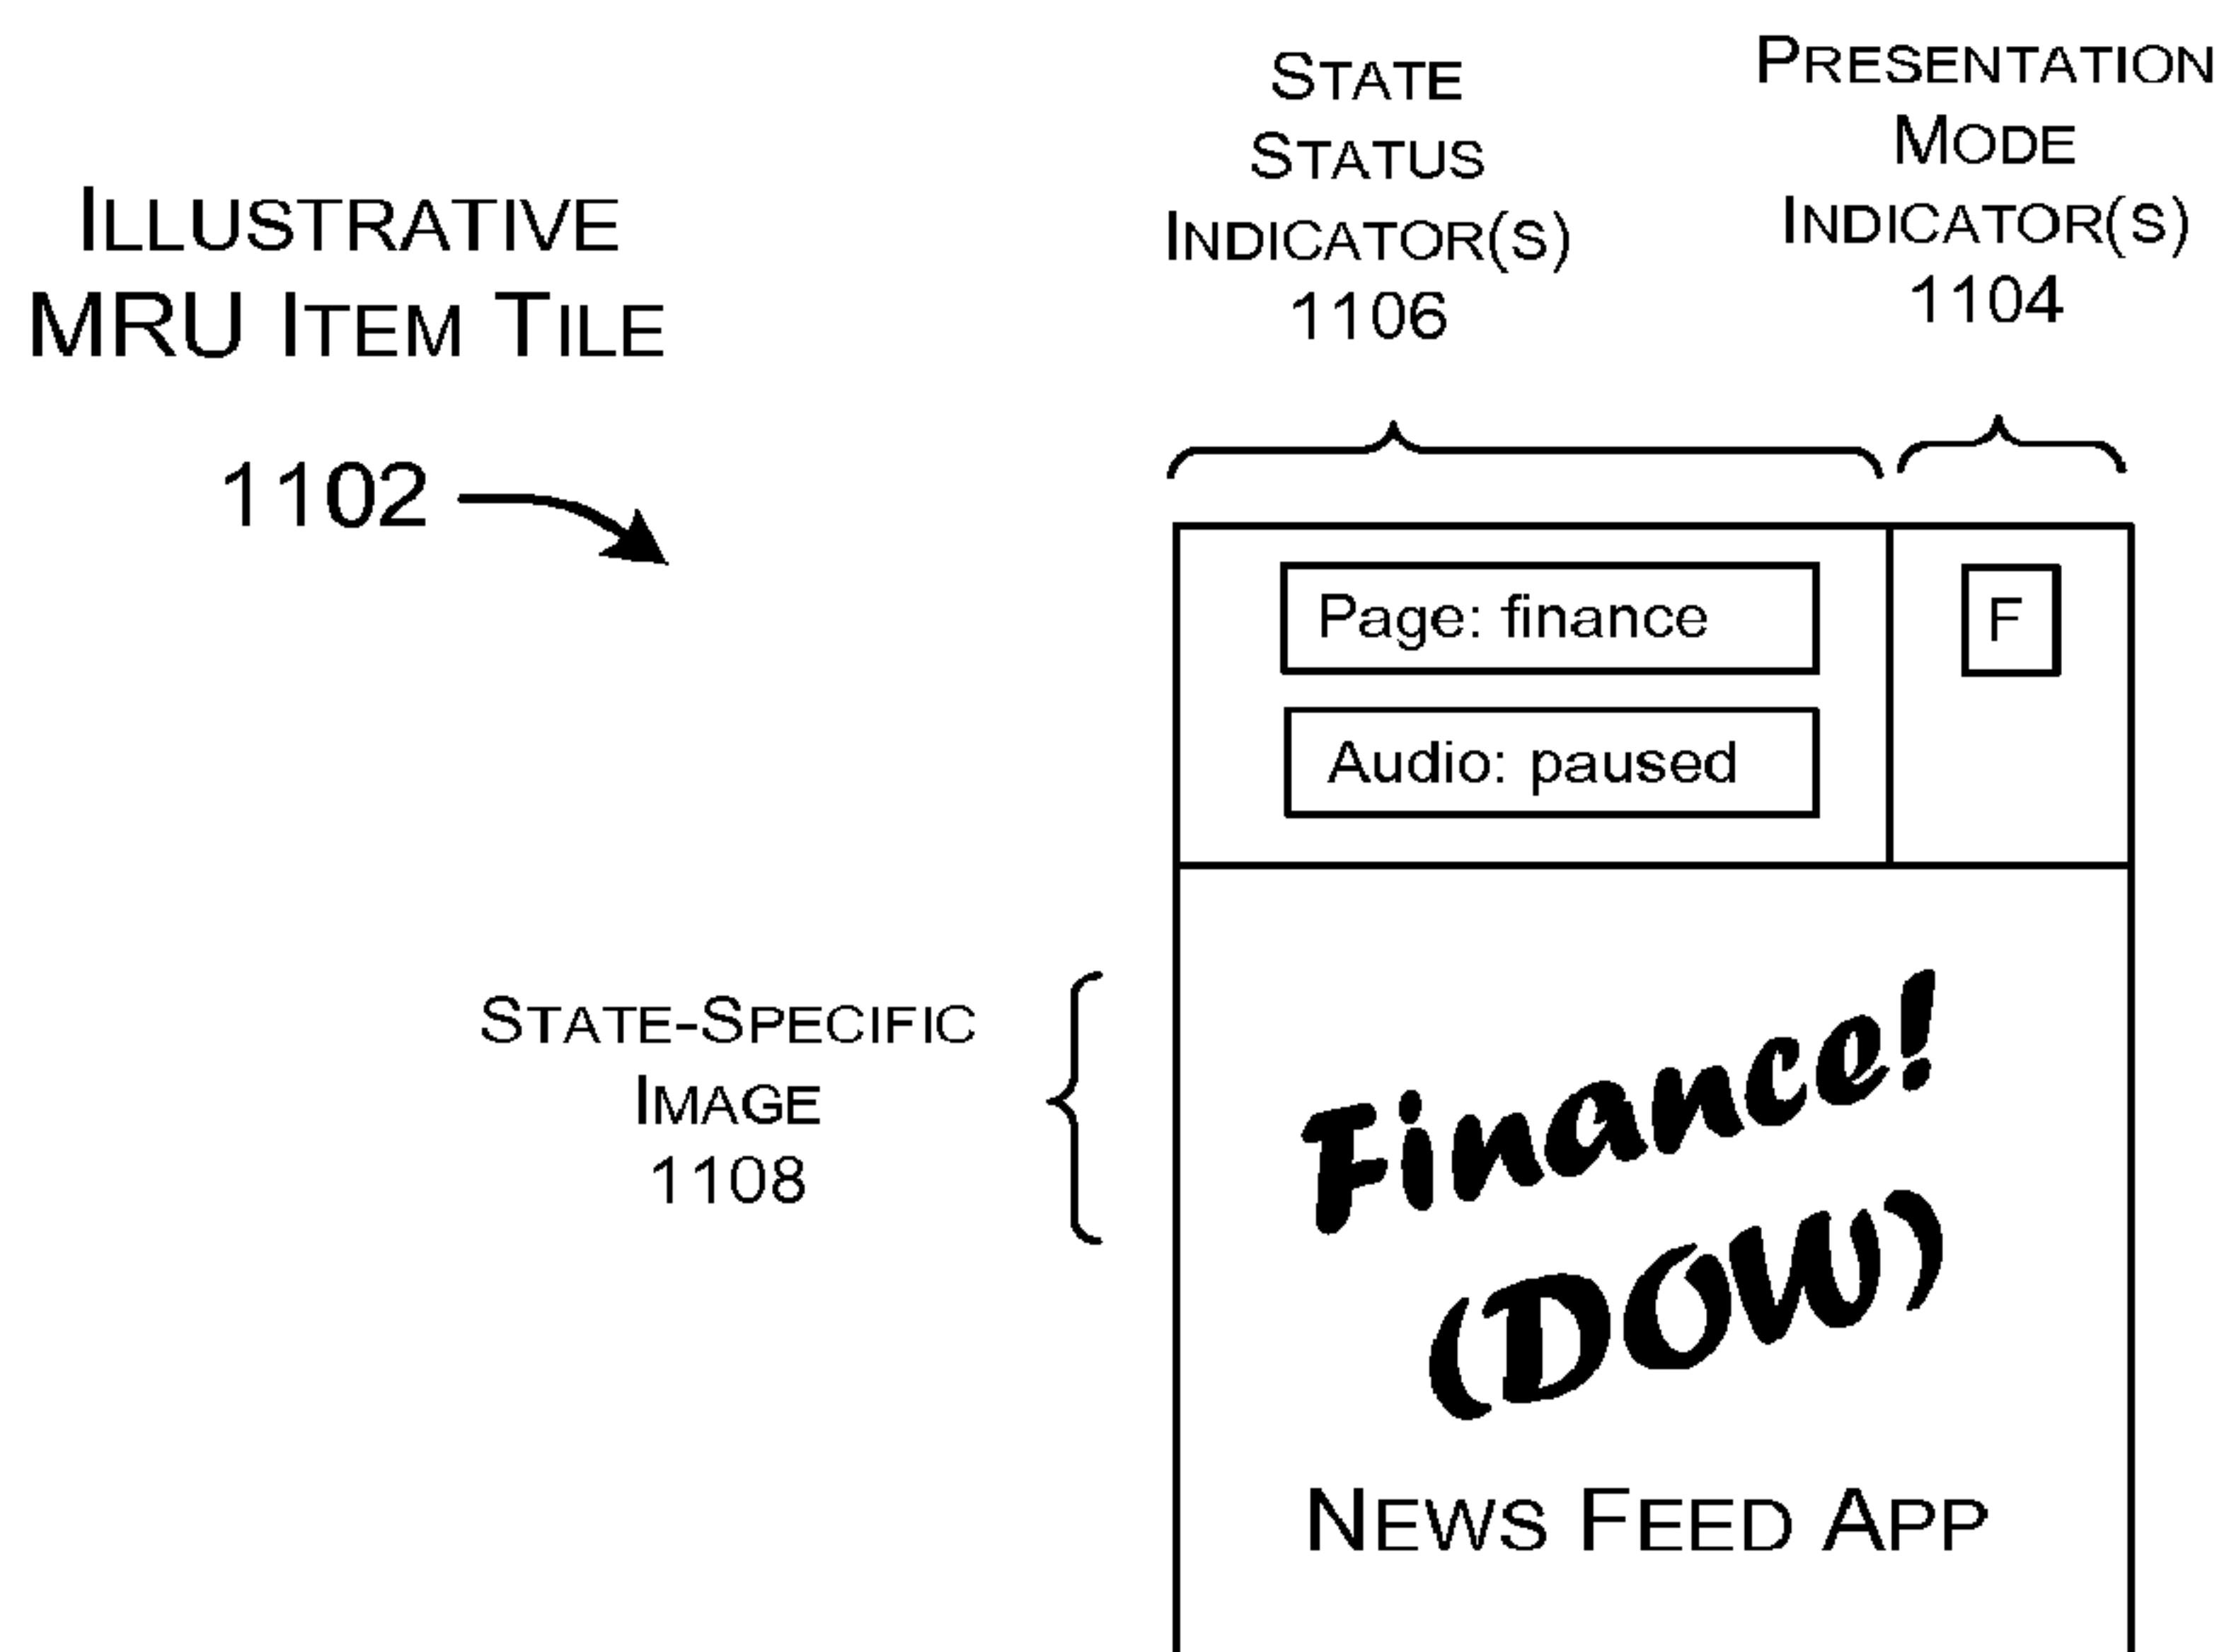 ILLUSTRATIVE
MRU ITEM TILE
1102
STATE
STATUS
INDICATOR(S)
1106
PRESENTATION
MODE
INDICATOR(S)
1104
Page: finance
F
Audio: paused
STATE-SPECIFIC
IMAGE
1108
Finance!
(DOW)
NEWS FEED APP